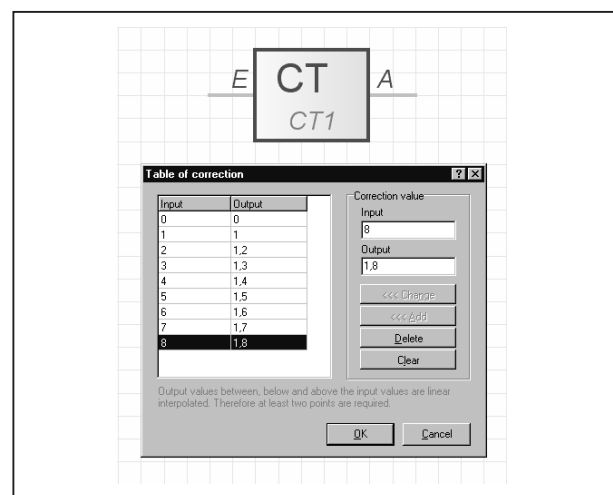 E CT A
CT1
Table of correction
Input Output
0 0
1 1
2 1,2
3 1,3
4 1,4
5 1,5
6 1,6
7 1,7
8 1,8
Correction value
Input
8
Output
1,8
<<< Change
<<< Add
Delete
Clear
Output values between, below and above the input values are linear
interpolated. Therefore at least two points are required.
OK Cancel